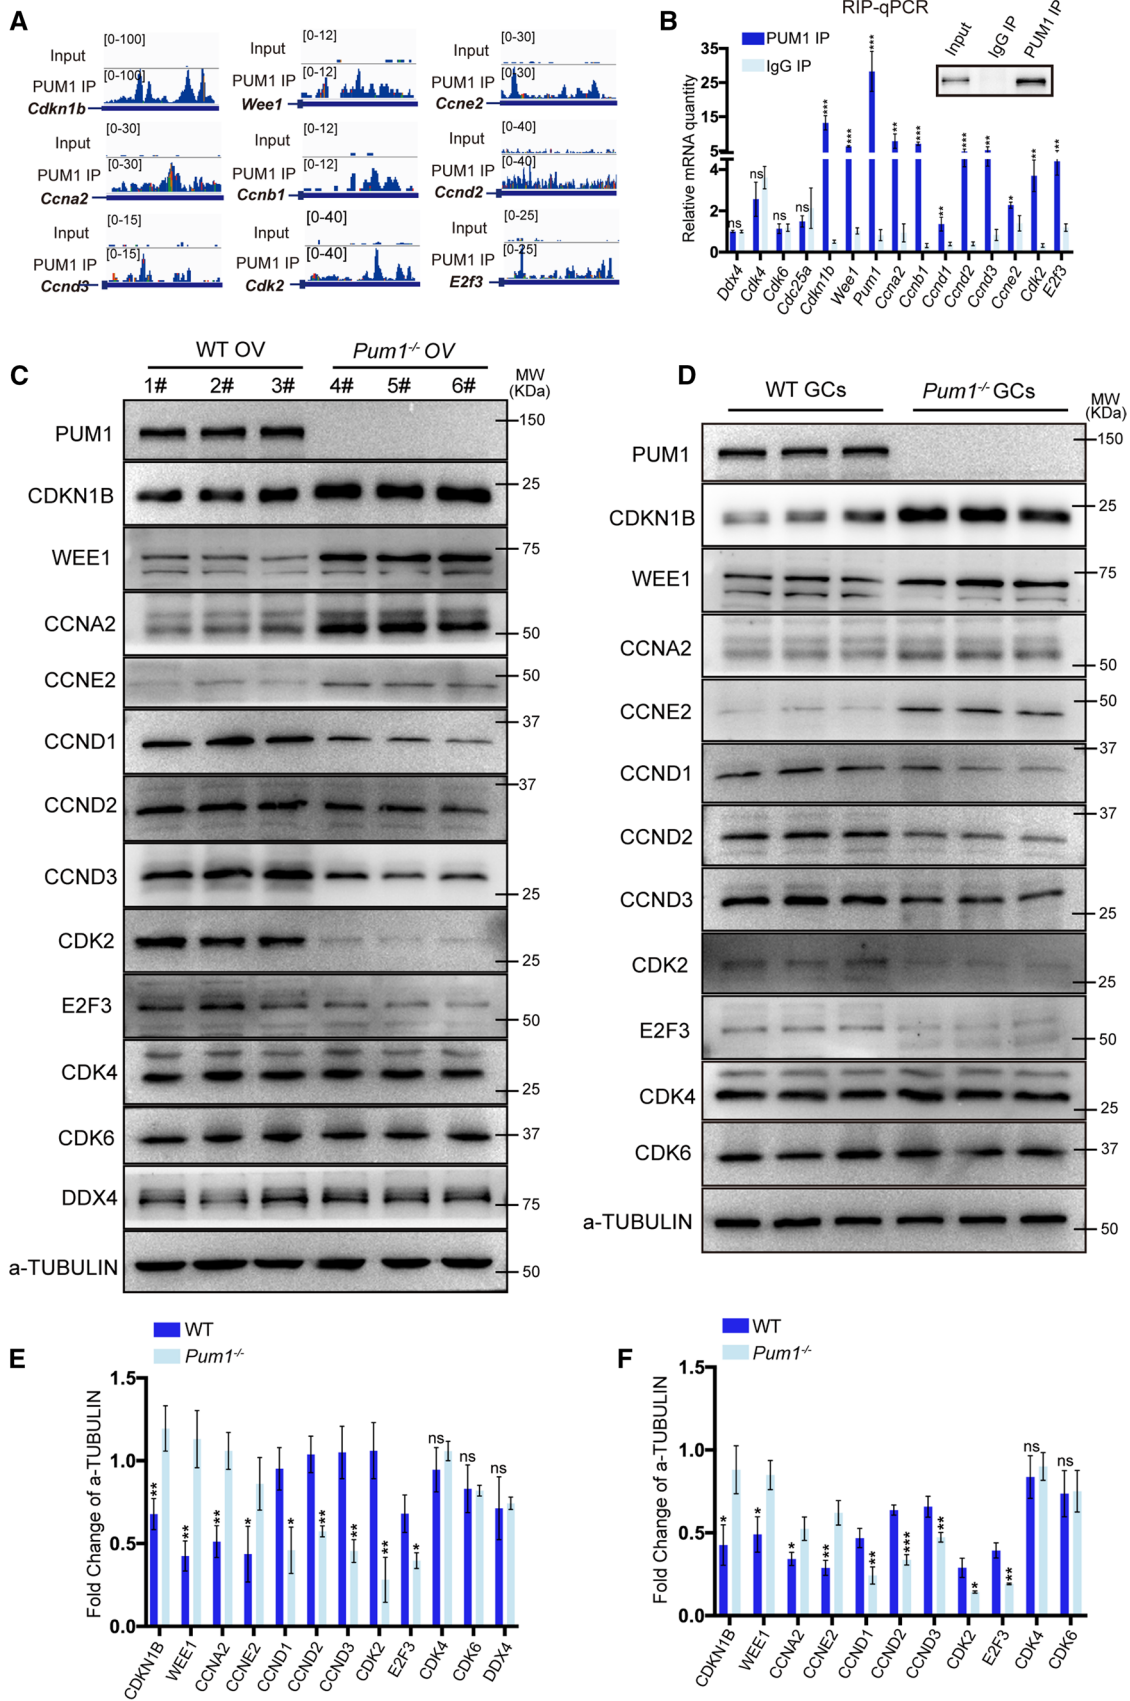 A
[0-100]
Input
[0-100]
PUM1 IP
Cdkn1b
[0-12]
Input
[0-12]
PUM1 IP
Wee1
[0-30]
Input
[0-30]
PUM1 IP
Ccne2
[0-30]
Input
[0-30]
PUM1 IP
Ccna2
[0-12]
Input
[0-12]
PUM1 IP
Ccnb1
[0-40]
Input
[0-40]
PUM1 IP
Ccnd2
[0-15]
Input
[0-15]
PUM1 IP
Ccnd3
[0-40]
Input
[0-40]
PUM1 IP
Cdk2
[0-25]
Input
[0-25]
PUM1 IP
E2f3
B
RIP-qPCR
PUM1 IP
IgG IP
Input
IgG IP
PUM1 IP
Relative mRNA quantity
35
25
15
5
4
2
0
ns
ns
ns
ns
***
***
***
**
***
**
***
***
*
**
***
Ddx4
Cdk4
Cdk6
Cdc25a
Cdkn1b
Wee1
Pum1
Ccna2
Ccnb1
Ccnd1
Ccnd2
Ccnd3
Ccne2
Cdk2
E2f3
C
WT OV
Pum1-/- OV
1# 2# 3# 4# 5# 6#
MW
(KDa)
PUM1
150
CDKN1B
25
WEE1
75
CCNA2
50
CCNE2
50
CCND1
37
CCND2
37
CCND3
25
CDK2
25
E2F3
50
CDK4
25
CDK6
37
DDX4
75
a-TUBULIN
50
D
WT GCs
Pum1-/- GCs
MW
(KDa)
PUM1
150
CDKN1B
25
WEE1
75
CCNA2
50
CCNE2
50
CCND1
37
CCND2
37
CCND3
25
CDK2
25
E2F3
50
CDK4
25
CDK6
37
a-TUBULIN
50
E
WT
Pum1-/-
Fold Change of a-TUBULIN
1.5
1.0
0.5
0.0
**
**
**
*
*
**
**
**
*
ns
ns
ns
CDKN1B
WEE1
CCNA2
CCNE2
CCND1
CCND2
CCND3
CDK2
E2F3
CDK4
CDK6
DDX4
F
WT
Pum1-/-
Fold Change of a-TUBULIN
1.5
1.0
0.5
0.0
*
*
*
**
**
***
**
*
**
ns
ns
CDKN1B
WEE1
CCNA2
CCNE2
CCND1
CCND2
CCND3
CDK2
E2F3
CDK4
CDK6